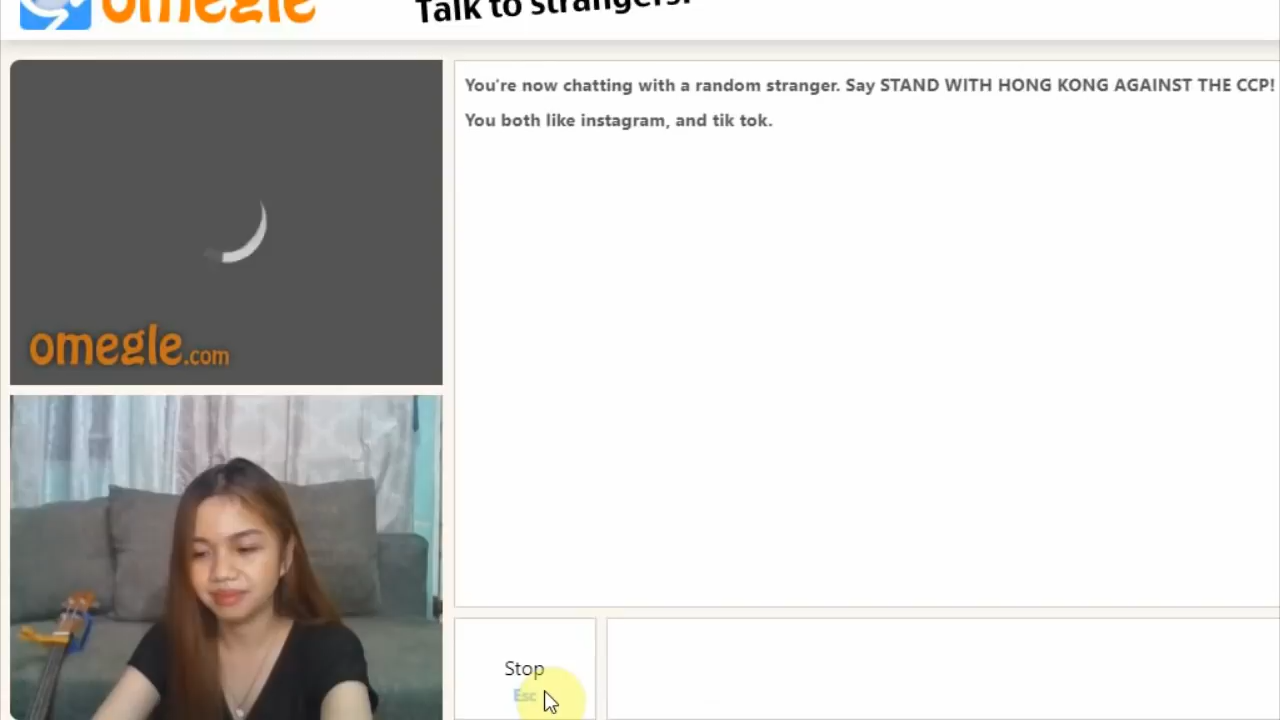 omegle
Talk to strangers!
You're now chatting with a random stranger. Say STAND WITH HONG KONG AGAINST THE CCP!
You both like instagram, and tik tok.
omegle.com
Stop
Esc